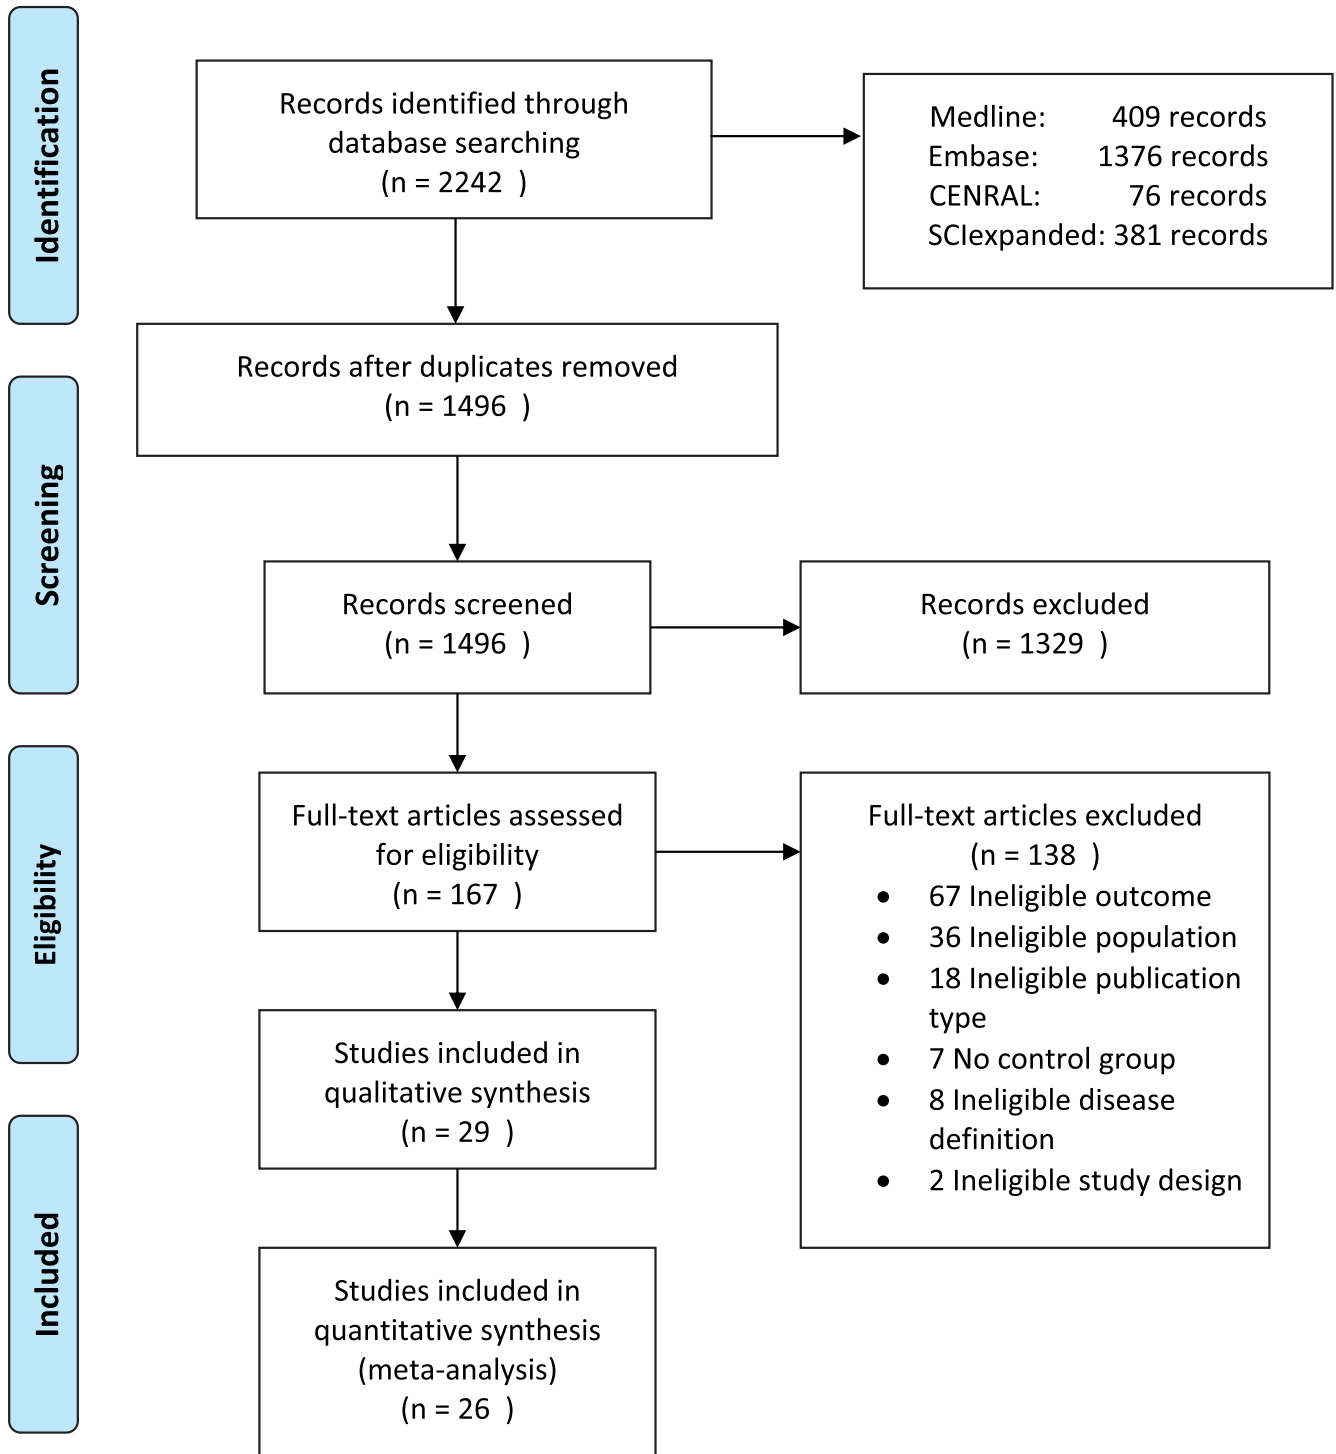 Identification
Records identified through
database searching
(n = 2242  )
Medline: 409 records
Embase: 1376 records
CENRAL: 76 records
SCIexpanded: 381 records
Records after duplicates removed
(n = 1496  )
Screening
Records screened
(n = 1496  )
Records excluded
(n = 1329  )
Eligibility
Full-text articles assessed
for eligibility
(n = 167  )
Full-text articles excluded
(n = 138  )
• 67 Ineligible outcome
• 36 Ineligible population
• 18 Ineligible publication
type
• 7 No control group
• 8 Ineligible disease
definition
• 2 Ineligible study design
Studies included in
qualitative synthesis
(n = 29  )
Included
Studies included in
quantitative synthesis
(meta-analysis)
(n = 26  )